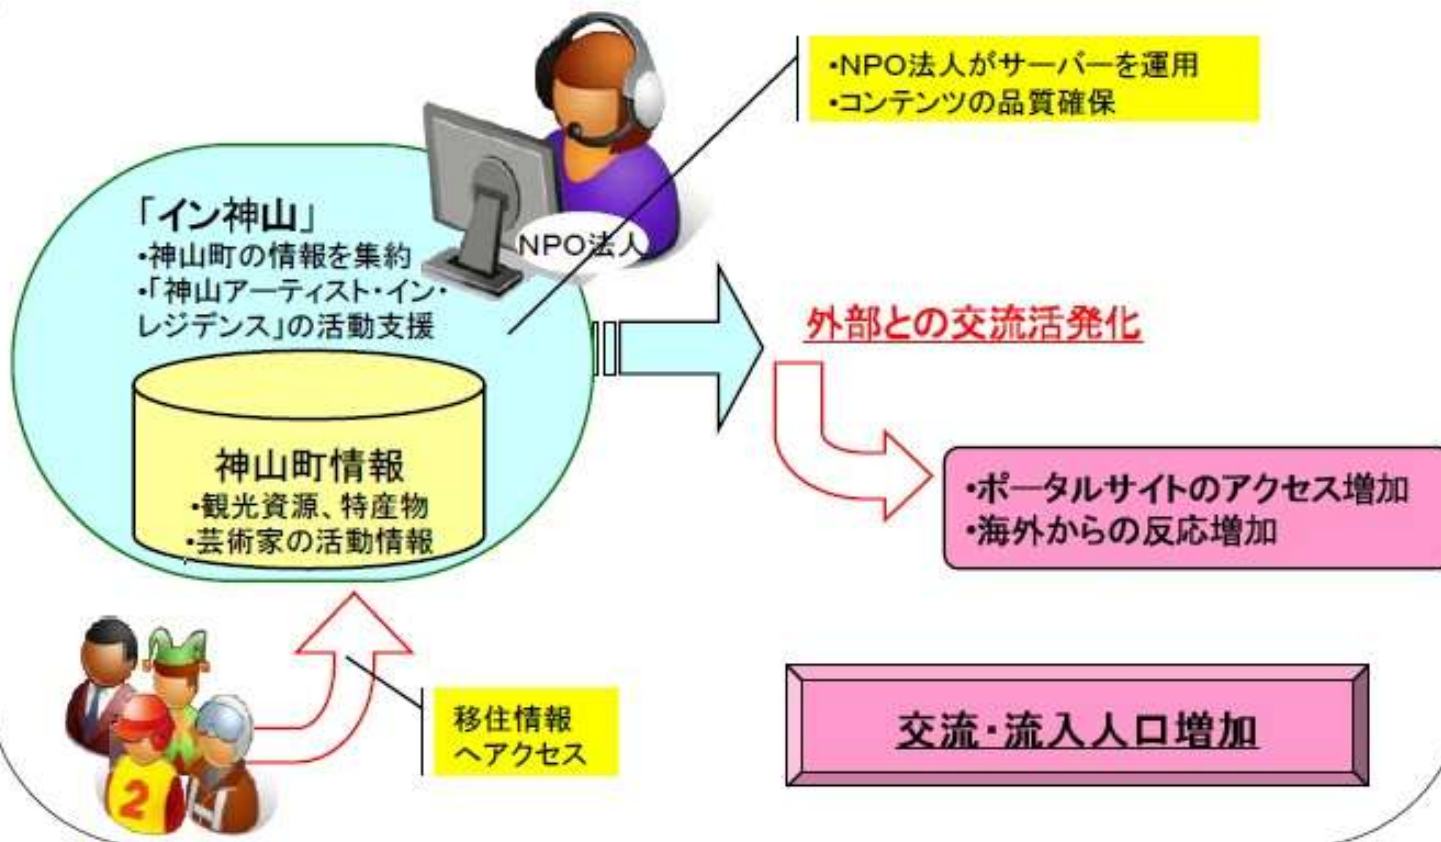 ・NPO法人がサーバーを運用
・コンテンツの品質確保
「イン神山」
・神山町の情報を集約
・「神山アーティスト・イン・
レジデンス」の活動支援
NPO法人
外部との交流活発化
神山町情報
・観光資源、特産物
・芸術家の活動情報
・ポータルサイトのアクセス増加
・海外からの反応増加
移住情報
へアクセス
交流・流入人口増加
2
H